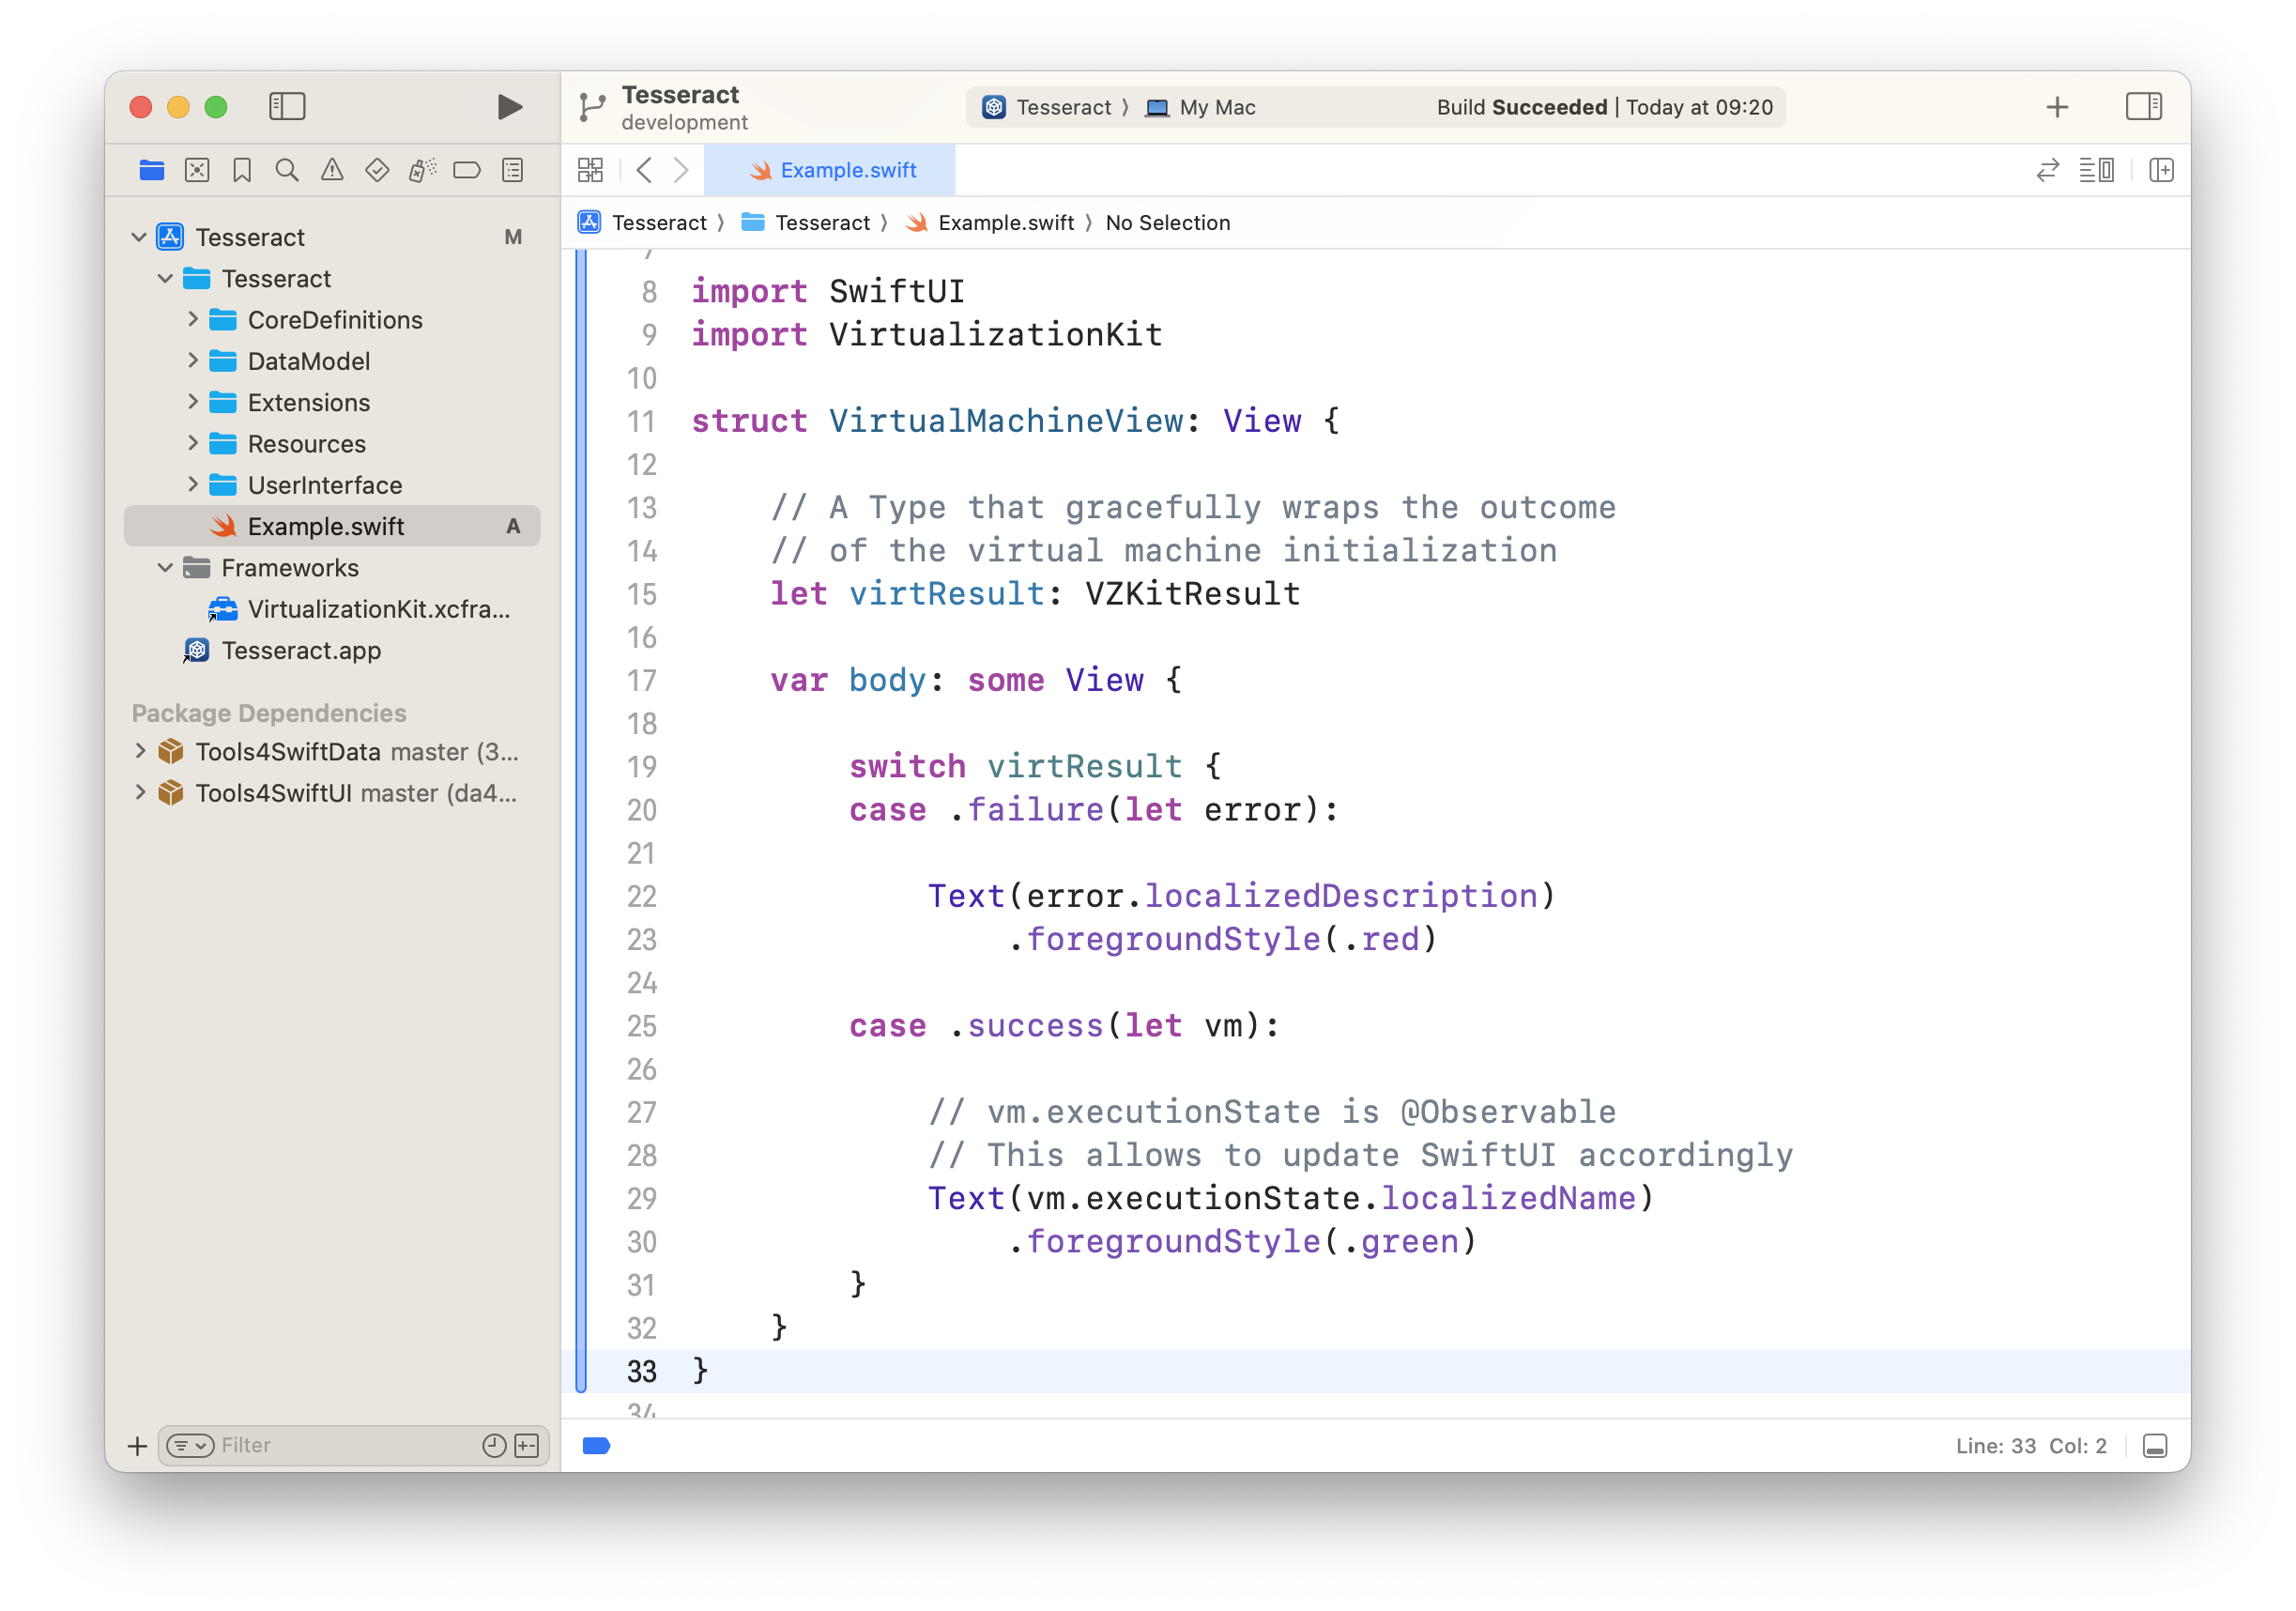 Tesseract
development
Tesseract 〉 My Mac
Build Succeeded | Today at 09:20
Example.swift
Tesseract 〉 Tesseract 〉 Example.swift 〉 No Selection
Tesseract M
Tesseract
CoreDefinitions
DataModel
Extensions
Resources
UserInterface
Example.swift A
Frameworks
VirtualizationKit.xcfra...
Tesseract.app
Package Dependencies
Tools4SwiftData master (3...
Tools4SwiftUI master (da4...
Filter
7
8 import SwiftUI
9 import VirtualizationKit
10
11 struct VirtualMachineView: View {
12
13 // A Type that gracefully wraps the outcome
14 // of the virtual machine initialization
15 let virtResult: VZKitResult
16
17 var body: some View {
18
19 switch virtResult {
20 case .failure(let error):
21
22 Text(error.localizedDescription)
23 .foregroundStyle(.red)
24
25 case .success(let vm):
26
27 // vm.executionState is @Observable
28 // This allows to update SwiftUI accordingly
29 Text(vm.executionState.localizedName)
30 .foregroundStyle(.green)
31 }
32 }
33 }
34
Line: 33 Col: 2